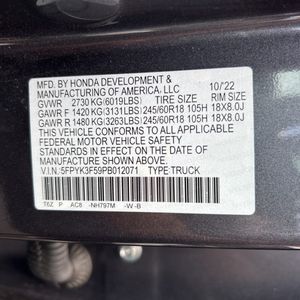 MFD. BY HONDA DEVELOPMENT &
MANUFACTURING OF AMERICA, LLC 10/'22
GVWR 2730 KG(6019LBS) TIRE SIZE RIM SIZE
GAWR F 1420 KG(3131LBS) 245/60R18 105H 18X8.0J
GAWR R 1480 KG(3263LBS) 245/60R18 105H 18X8.0J
THIS VEHICLE CONFORMS TO ALL APPLICABLE
FEDERAL MOTOR VEHICLE SAFETY
STANDARDS IN EFFECT ON THE DATE OF
MANUFACTURE SHOWN ABOVE.
V.I.N.:5FPYK3F59PB012071 TYPE:TRUCK
T6Z P AC8 -NH797M -W -B